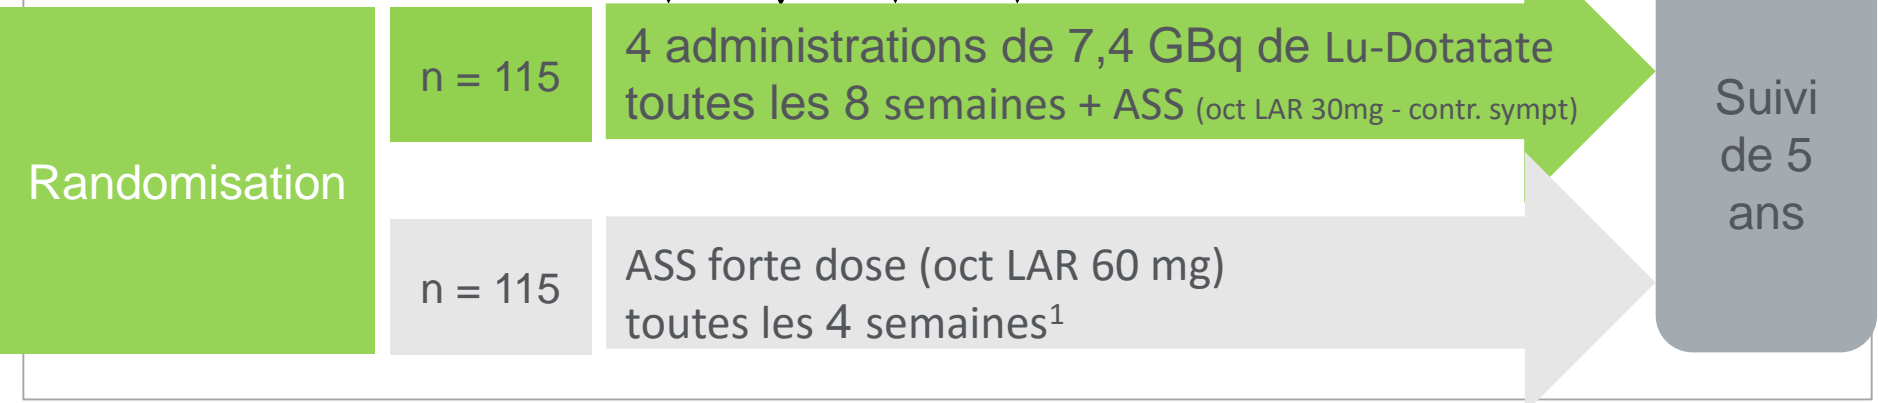 Randomisation
n = 115
4 administrations de 7,4 GBq de Lu-Dotatate
toutes les 8 semaines + ASS (oct LAR 30mg - contr. sympt)
n = 115
ASS forte dose (oct LAR 60 mg)
toutes les 4 semaines¹
Suivi
de 5
ans